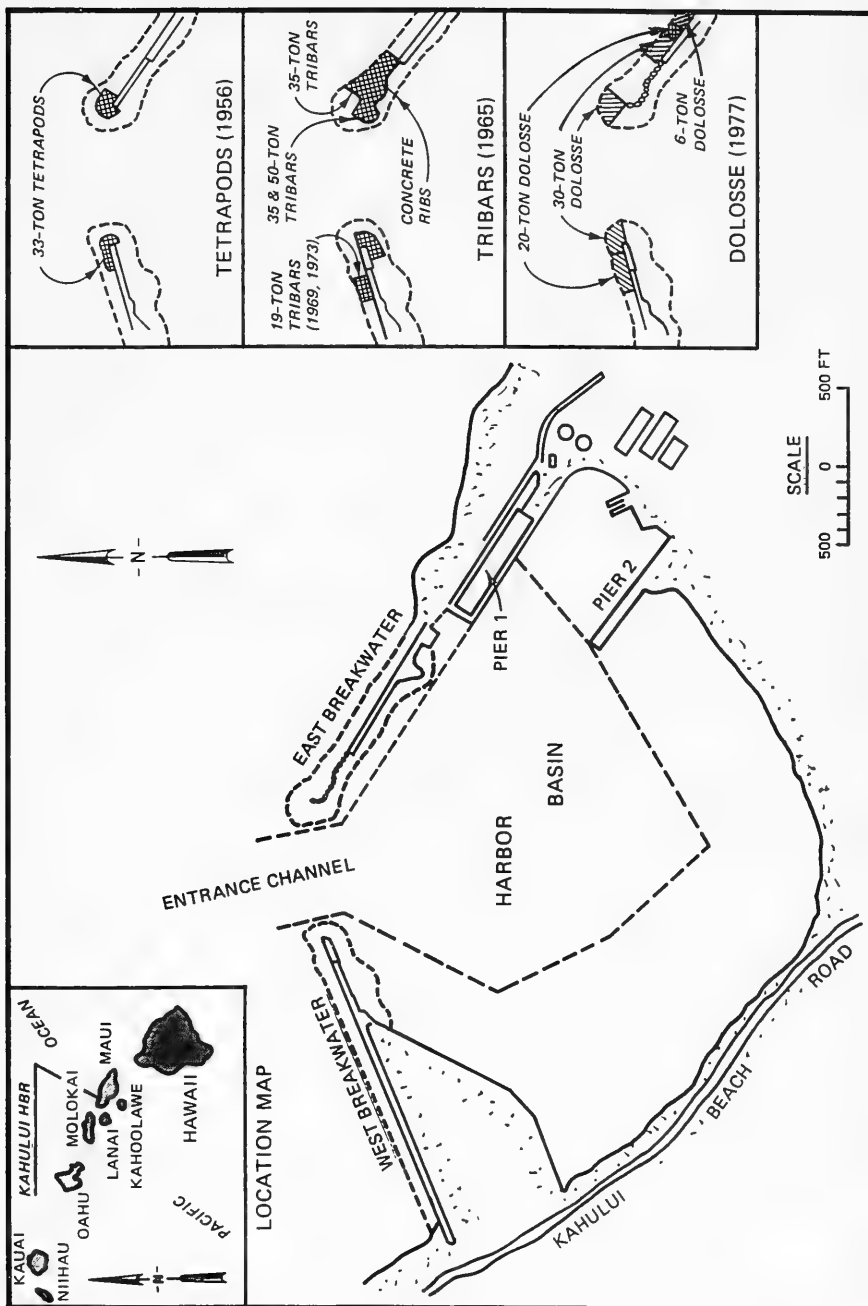 KAUAI
NIIHAU
KAHULUI HBR
OAHU
MOLOKAI
OCEAN
MAUI
LANAI
KAHOOLAWE
HAWAII
PACIFIC
-N-
LOCATION MAP
-N-
ENTRANCE CHANNEL
EAST BREAKWATER
WEST BREAKWATER
HARBOR
BASIN
PIER 1
PIER 2
KAHULUI
BEACH
ROAD
SCALE
500 0 500 FT
33-TON TETRAPODS
TETRAPODS (1956)
19-TON
TRIBARS
(1969, 1973)
35 & 50-TON
TRIBARS
35-TON
TRIBARS
CONCRETE
RIBS
TRIBARS (1965)
20-TON DOLOSSE
30-TON
DOLOSSE
6-TON
DOLOSSE
DOLOSSE (1977)